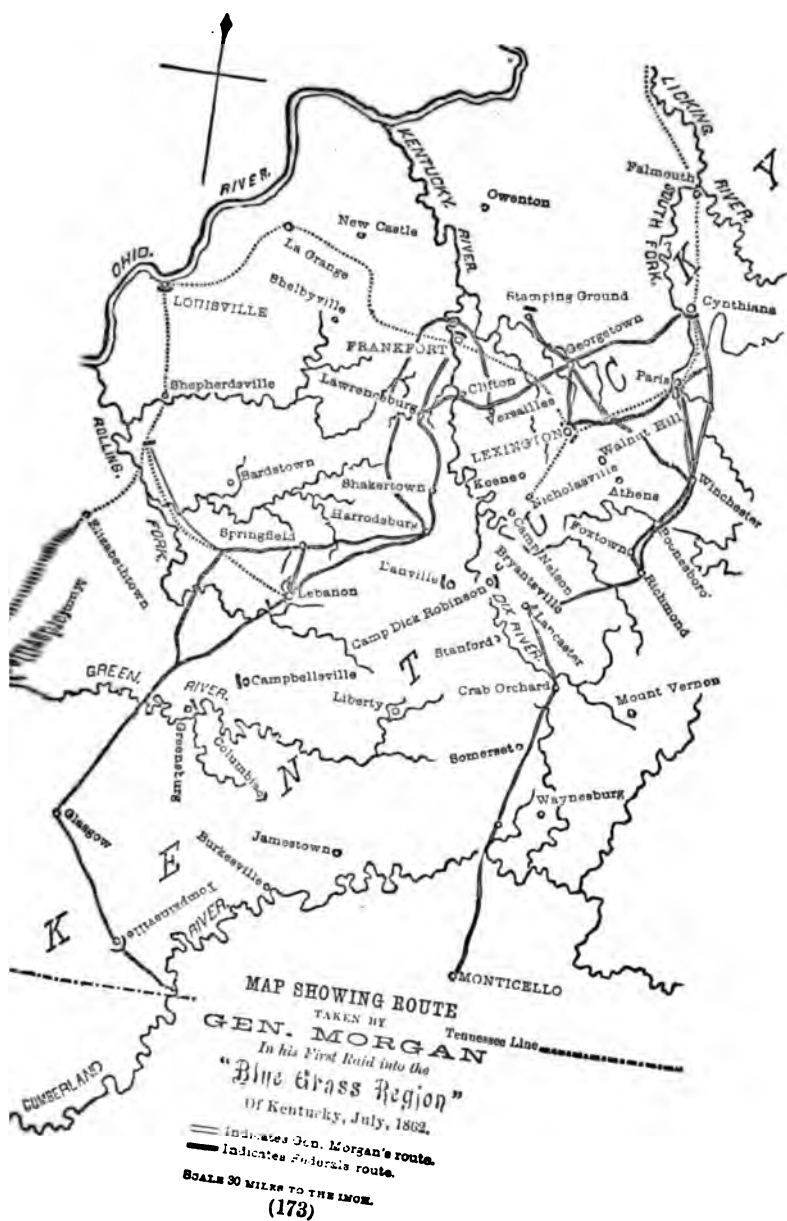 LICKING
RIVER.
A
Falmouth
SOUTH FORK.
KENTUCKY
RIVER.
Owenton
RIVER.
OHIO.
New Castle
La Grange
K
LOUISVILLE
Shelbyville
Stamping Ground
Cynthiana
Georgetown
FRANKFORT
C
Paris
Clifton
Shepherdsville
Lawrenceburg
Versailles
LEXINGTON
Walnut Hill
ROLLING
FORK.
Bardstown
Shakertown
Keene
Nicholasville
Athens
Winchester
Harrodsburg
Springfield
Camp Nelson
Foxtown
Boonesboro'
Elizabethtown
Bryantsville
Danville
Lebanon
Richmond
Camp Dick Robinson
DIX RIVER.
Lancaster
Stanford
T
GREEN.
RIVER.
Campbellsville
Crab Orchard
Liberty
Mount Vernon
Greensburg
Columbia
N
Somerset
Waynesburg
Glasgow
Jamestown
E
Burkesville
Tompkinsville
RIVER.
K
MONTICELLO
CUMBERLAND
Tennessee Line
MAP SHOWING ROUTE
TAKEN BY
GEN. MORGAN
In his First Raid into the
"Blue Grass Region"
Of Kentucky, July, 1862.
Indicates Gen. Morgan's route.
Indicates Federals route.
SCALE 30 MILES TO THE INCH.
(173)